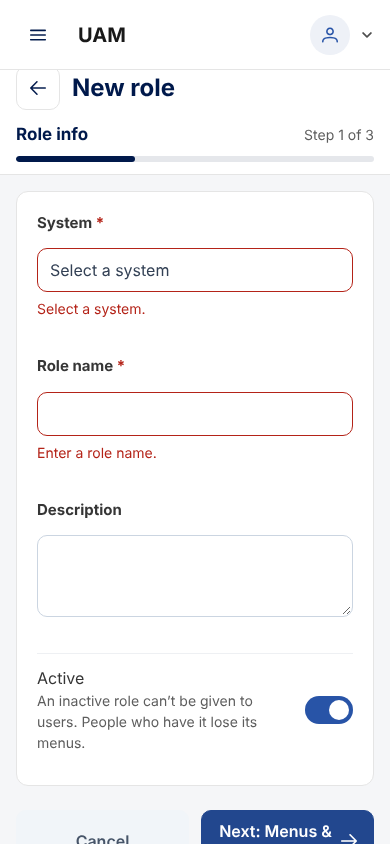 UAM
New role
Role info
Step 1 of 3
System *
Select a system
Select a system.
Role name *
Enter a role name.
Description
Active
An inactive role can’t be given to
users. People who have it lose its
menus.
Cancel
Next: Menus &